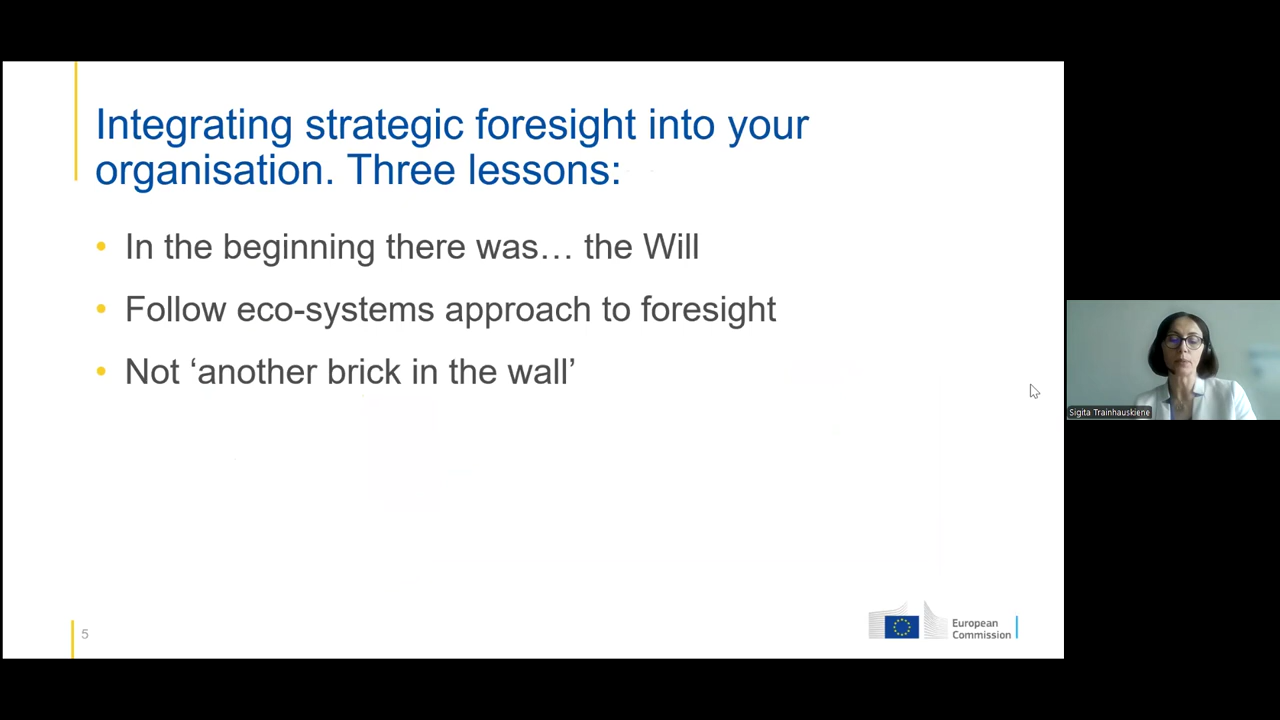 Integrating strategic foresight into your
organisation. Three lessons:
• In the beginning there was… the Will
• Follow eco-systems approach to foresight
• Not ‘another brick in the wall’
Sigita Trainhauskiene
5
European
Commission